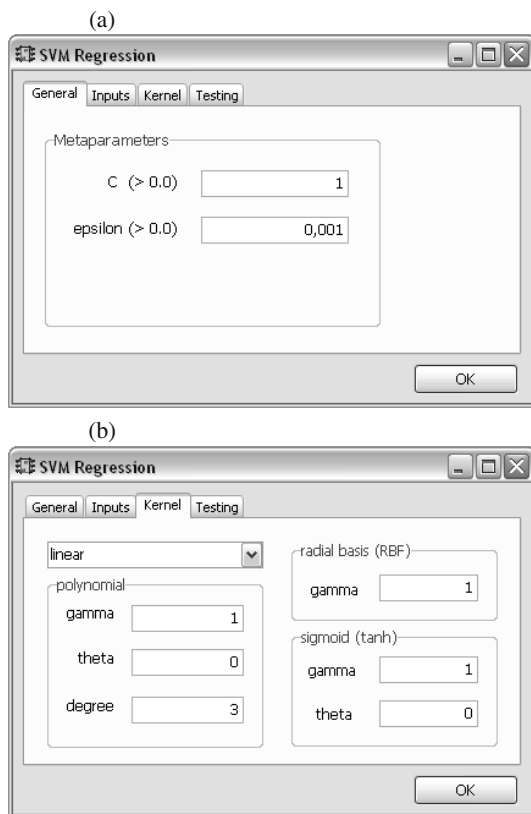 (a)
SVM Regression
General Inputs Kernel Testing
Metaparameters
C (> 0.0) 1
epsilon (> 0.0) 0,001
OK
(b)
SVM Regression
General Inputs Kernel Testing
linear
polynomial
gamma 1
theta 0
degree 3
radial basis (RBF)
gamma 1
sigmoid (tanh)
gamma 1
theta 0
OK